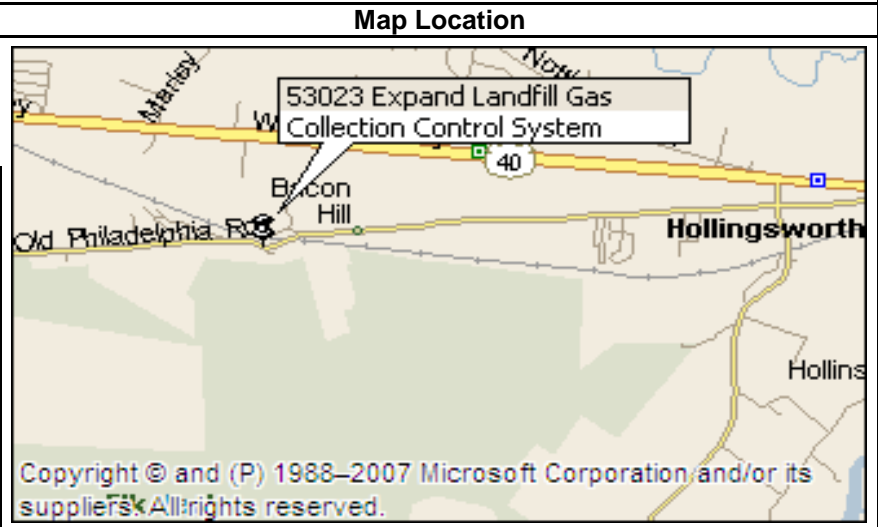 Map Location
Marley
53023 Expand Landfill Gas
Collection Control System
40
Bacon
Hill
Old Philadelphia
Hollingsworth
Hollins
Copyright © and (P) 1988–2007 Microsoft Corporation and/or its
suppliers. All rights reserved.